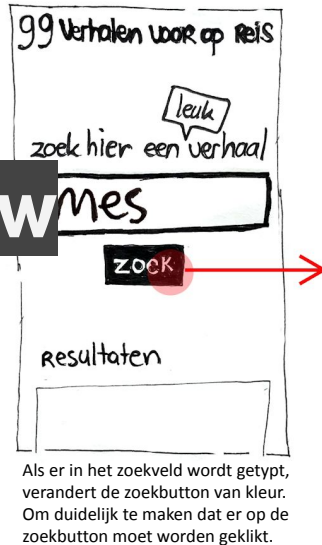 99 Verhalen voor op Reis
leuk
zoek hier een verhaal
W
mes
zoek
Resultaten
Als er in het zoekveld wordt getypt,
verandert de zoekbutton van kleur.
Om duidelijk te maken dat er op de
zoekbutton moet worden geklikt.